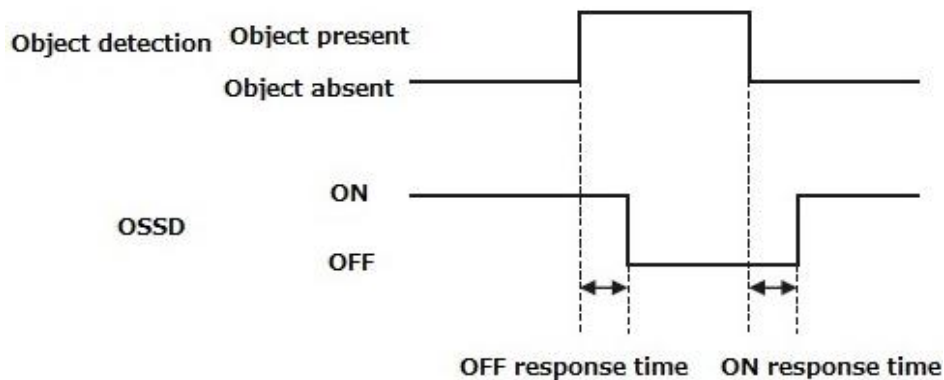 Object detection
Object present
Object absent
ON
OSSD
OFF
OFF response time
ON response time